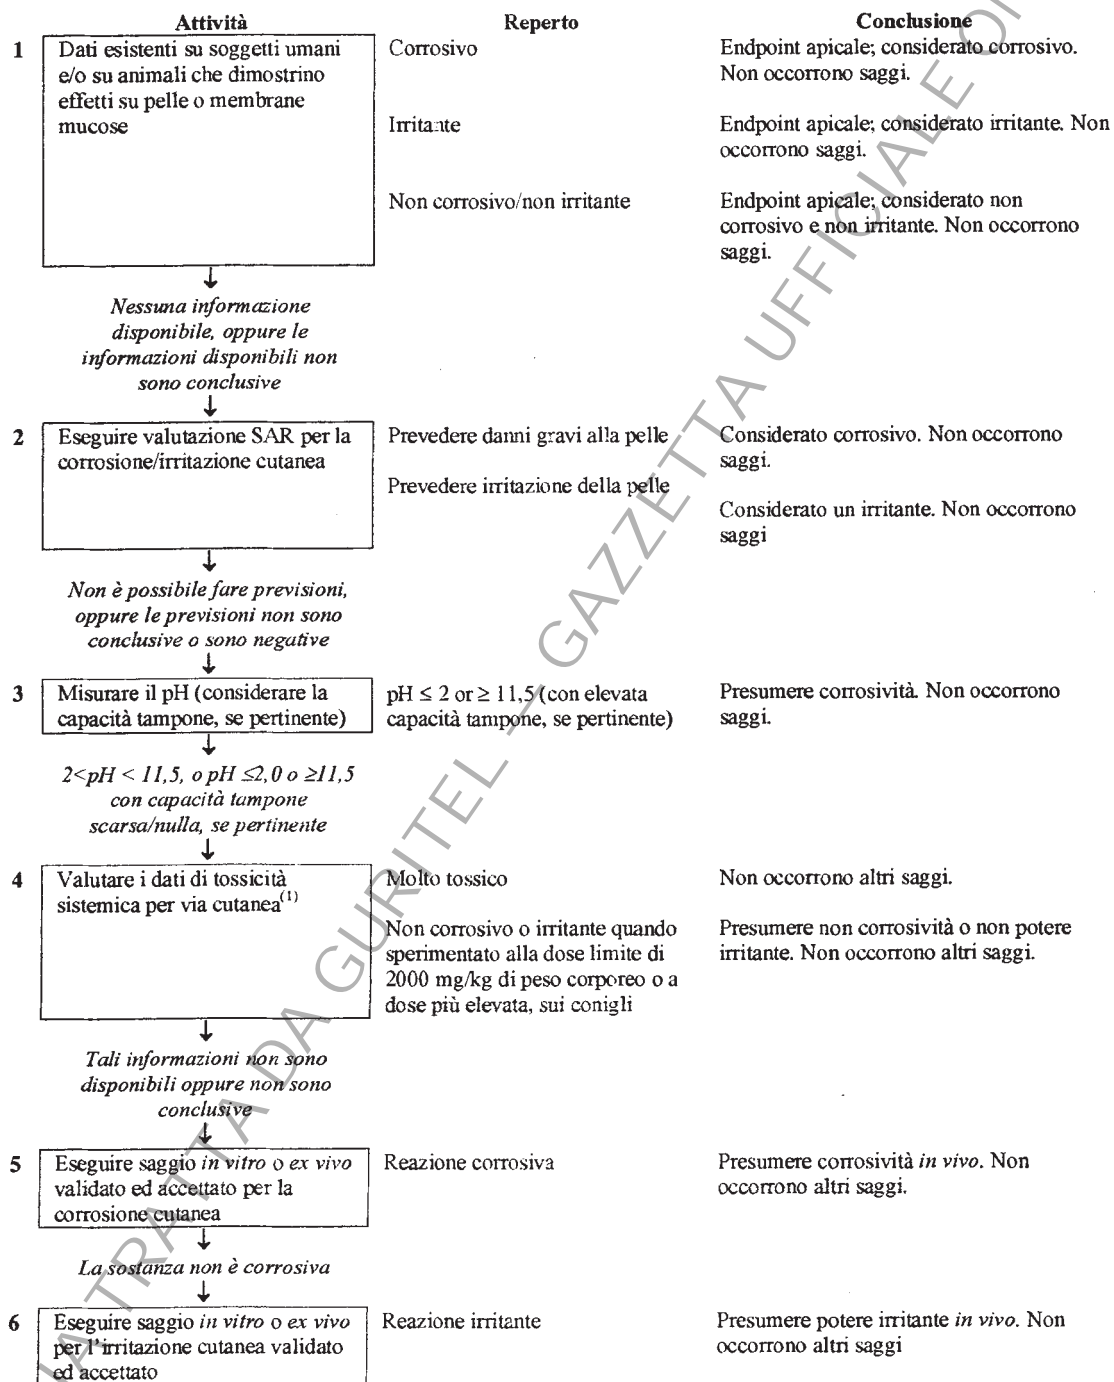 Attività Reperto Conclusione
1 Dati esistenti su soggetti umani
e/o su animali che dimostrino
effetti su pelle o membrane
mucose
Corrosivo
Endpoint apicale; considerato corrosivo.
Non occorrono saggi.
Irritante
Endpoint apicale; considerato irritante. Non
occorrono saggi.
Non corrosivo/non irritante
Endpoint apicale; considerato non
corrosivo e non irritante. Non occorrono
saggi.
Nessuna informazione
disponibile, oppure le
informazioni disponibili non
sono conclusive
2 Eseguire valutazione SAR per la
corrosione/irritazione cutanea
Prevedere danni gravi alla pelle
Considerato corrosivo. Non occorrono
saggi.
Prevedere irritazione della pelle
Considerato un irritante. Non occorrono
saggi
Non è possibile fare previsioni,
oppure le previsioni non sono
conclusive o sono negative
3 Misurare il pH (considerare la
capacità tampone, se pertinente)
pH ≤ 2 or ≥ 11,5 (con elevata
capacità tampone, se pertinente)
Presumere corrosività. Non occorrono
saggi.
2<pH < 11,5, o pH ≤2,0 o ≥11,5
con capacità tampone
scarsa/nulla, se pertinente
4 Valutare i dati di tossicità
sistemica per via cutanea(1)
Molto tossico
Non occorrono altri saggi.
Non corrosivo o irritante quando
sperimentato alla dose limite di
2000 mg/kg di peso corporeo o a
dose più elevata, sui conigli
Presumere non corrosività o non potere
irritante. Non occorrono altri saggi.
Tali informazioni non sono
disponibili oppure non sono
conclusive
5 Eseguire saggio in vitro o ex vivo
validato ed accettato per la
corrosione cutanea
Reazione corrosiva
Presumere corrosività in vivo. Non
occorrono altri saggi.
La sostanza non è corrosiva
6 Eseguire saggio in vitro o ex vivo
per l'irritazione cutanea validato
ed accettato
Reazione irritante
Presumere potere irritante in vivo. Non
occorrono altri saggi
TRATTA DA GURITEL — GAZZETTA UFFICIALE